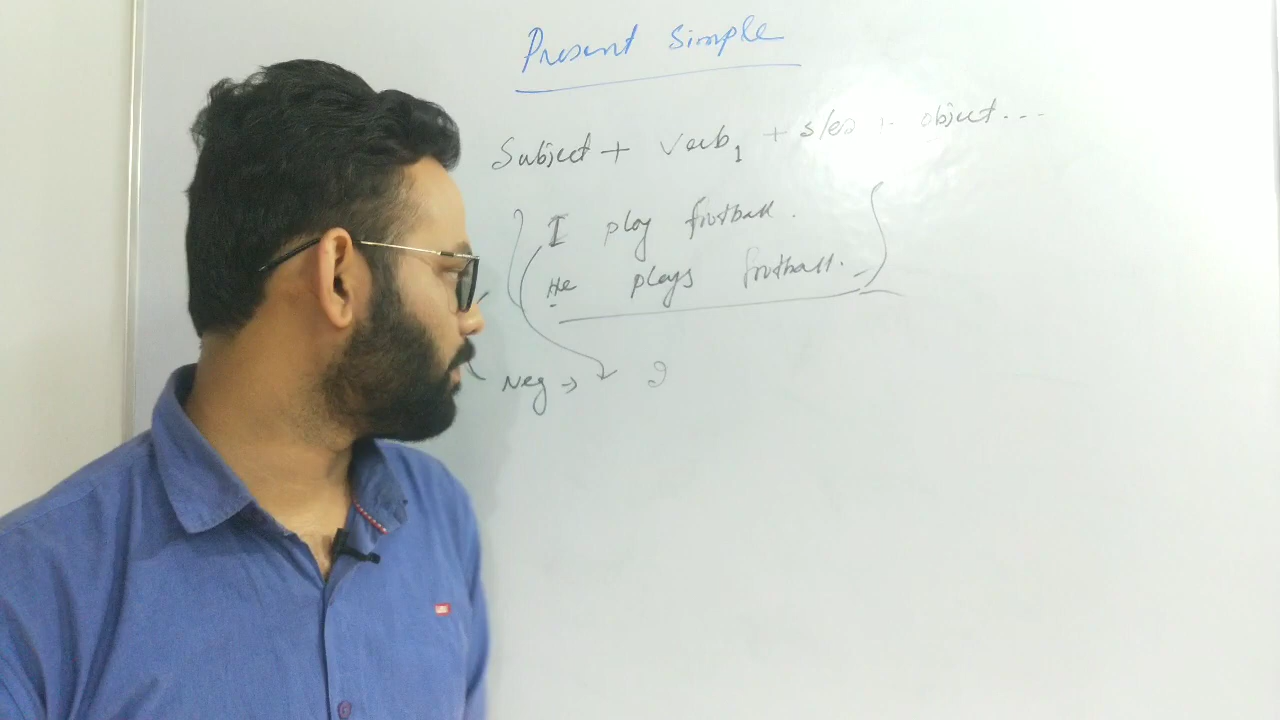 Present Simple
Subject + Verb1 + s/es + object...
I play football.
He plays football.
Neg →